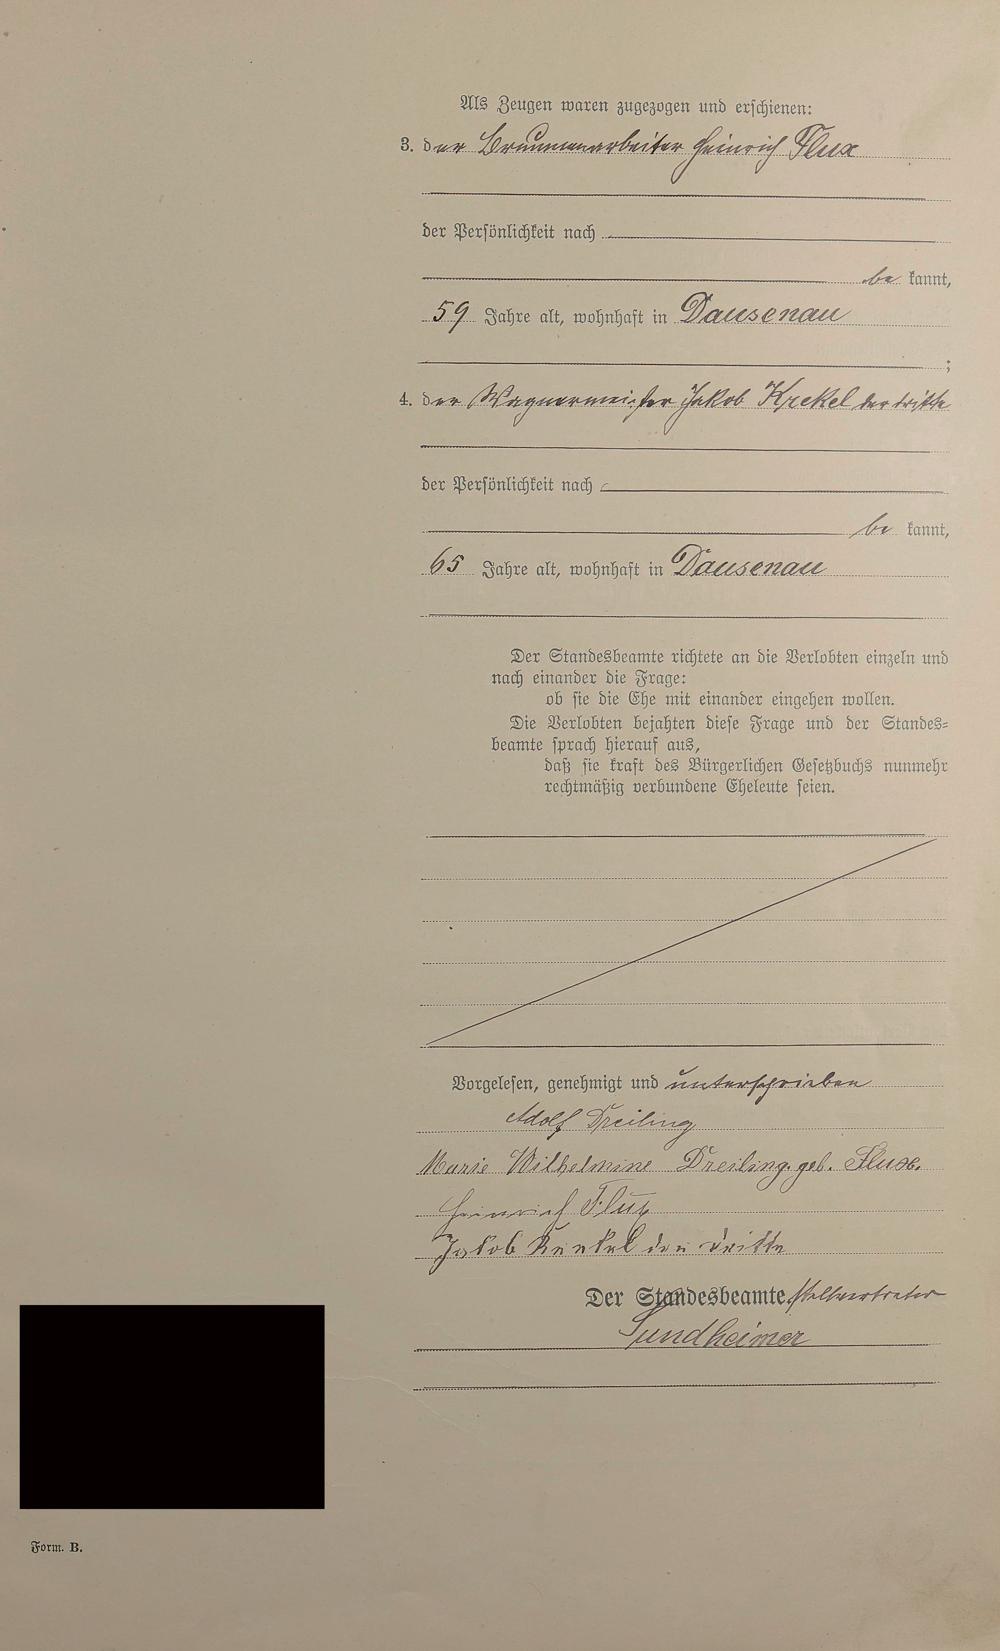 Als Zeugen waren zugezogen und erschienen:
3. der Brunnenarbeiter Heinrich Flux
der Persönlichkeit nach
be kannt,
59 Jahre alt, wohnhaft in Dausenau
;
4. der Wagnermeister Jakob Krekel der dritte
der Persönlichkeit nach
be kannt,
65 Jahre alt, wohnhaft in Dausenau
Der Standesbeamte richtete an die Verlobten einzeln und
nach einander die Frage:
ob sie die Ehe mit einander eingehen wollen.
Die Verlobten bejahten diese Frage und der Standes=
beamte sprach hierauf aus,
daß sie kraft des Bürgerlichen Gesetzbuchs nunmehr
rechtmäßig verbundene Eheleute seien.
Vorgelesen, genehmigt und unterschrieben
Adolf Dreiling
Marie Wilhelmine Dreiling geb. Flux.
Heinrich Flux
Jakob Krekel der Dritte
Der Standesbeamte Stellvertreter
Sundheimer
Form. B.